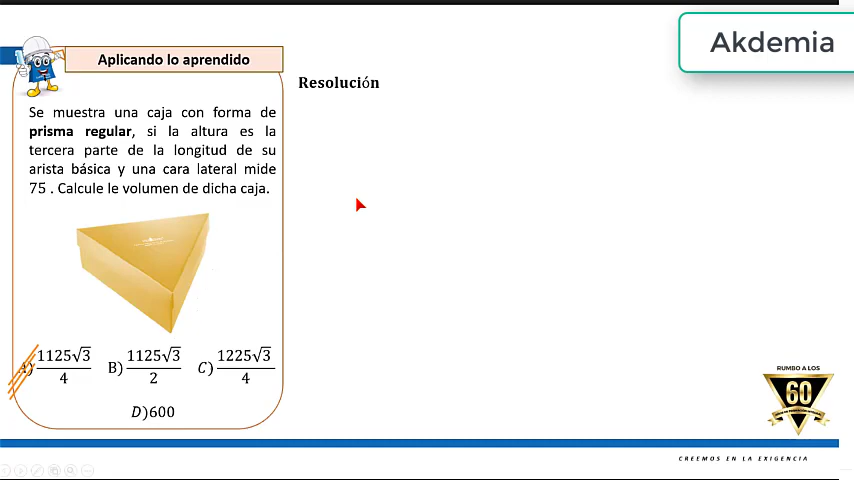 Akdemia
Aplicando lo aprendido
Resolución
Se muestra una caja con forma de
prisma regular, si la altura es la
tercera parte de la longitud de su
arista básica y una cara lateral mide
75 . Calcule le volumen de dicha caja.
A) 1125√3/4 B) 1125√3/2 C) 1225√3/4
D)600
RUMBO A LOS
60
CREEMOS EN LA EXIGENCIA